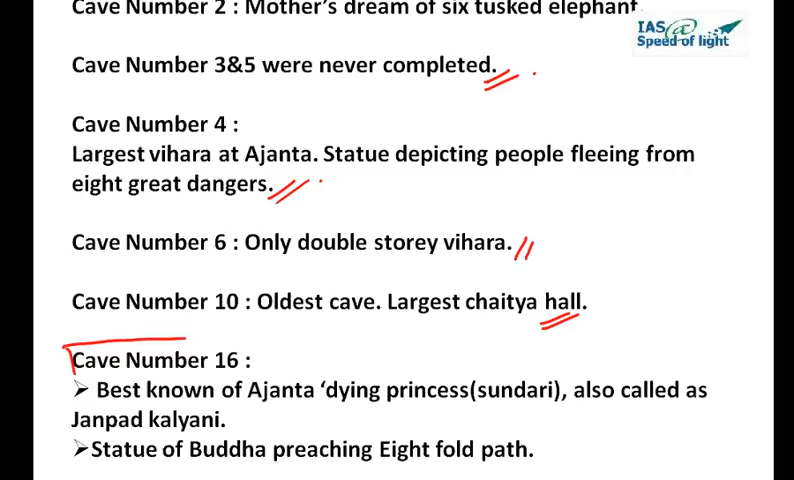 Cave Number 2 : Mother's dream of six tusked elephant.
IAS@
Speed of light
Cave Number 3&5 were never completed.
Cave Number 4 :
Largest vihara at Ajanta. Statue depicting people fleeing from
eight great dangers.
Cave Number 6 : Only double storey vihara.
Cave Number 10 : Oldest cave. Largest chaitya hall.
Cave Number 16 :
➢ Best known of Ajanta ‘dying princess(sundari), also called as
Janpad kalyani.
➢Statue of Buddha preaching Eight fold path.